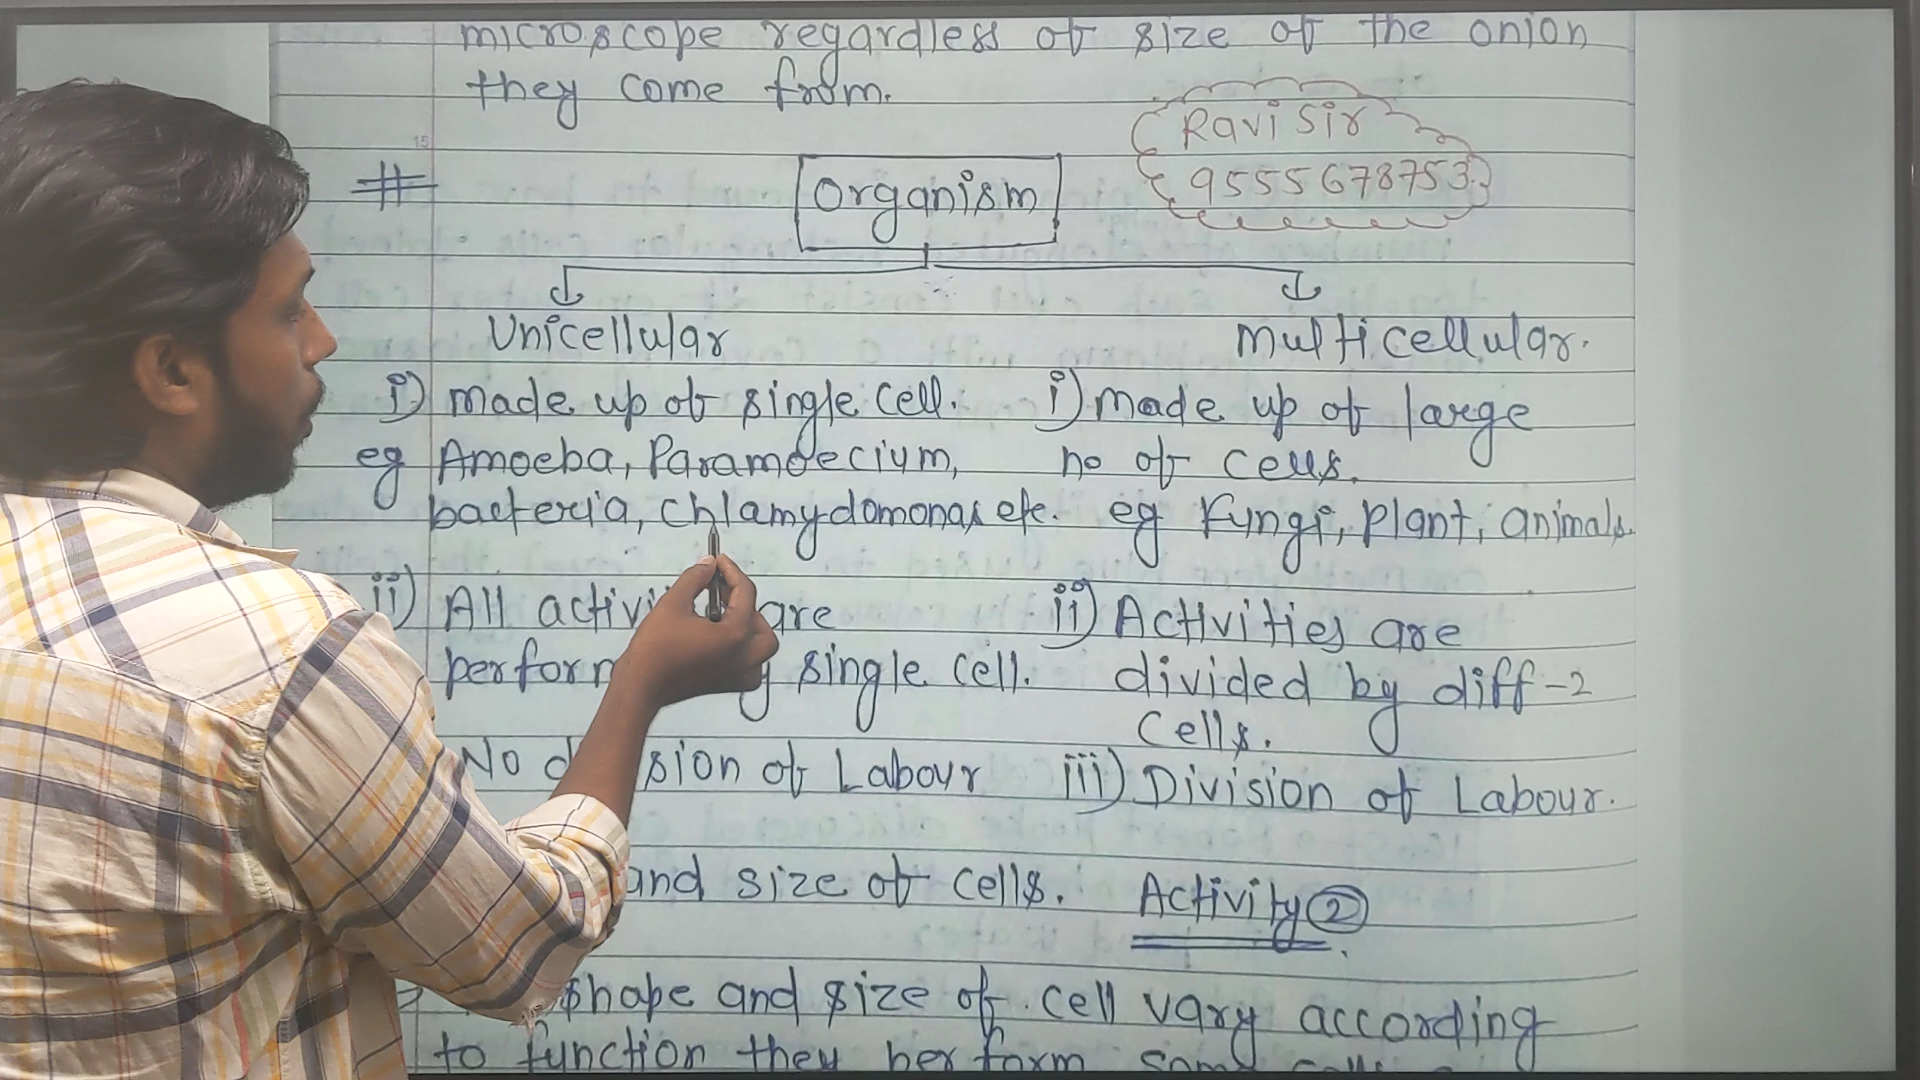 microscope regardless of size of the onion
they come from.
Ravi Sir
9555678753
15
#
Organism
Unicellular
Multicellular.
i) made up of single cell.
eg Amoeba, Paramoecium,
bacteria, Chlamydomonas etc.
ii) All are
single cell.
No of Labour
i) made up of large
no of cells.
eg Fungi, Plant, animals.
ii) Activities are
divided by diff-2
cells.
iii) Division of Labour.
and size of cells. Activity 2
shape and size of cell vary according
to function they perform some